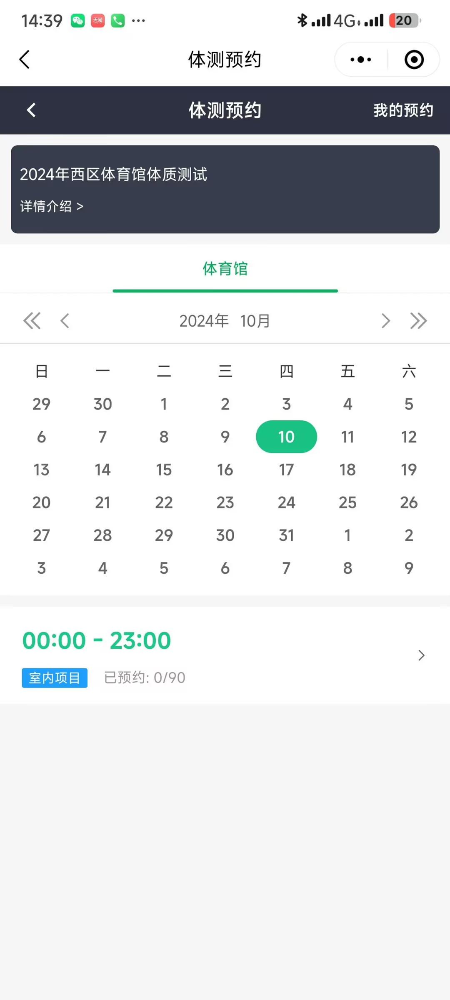 14:39 天猫 ··· 4G 20
体测预约
体测预约 我的预约
2024年西区体育馆体质测试
详情介绍 >
体育馆
2024年 10月
日 一 二 三 四 五 六
29 30 1 2 3 4 5
6 7 8 9 10 11 12
13 14 15 16 17 18 19
20 21 22 23 24 25 26
27 28 29 30 31 1 2
3 4 5 6 7 8 9
00:00 - 23:00
室内项目 已预约: 0/90